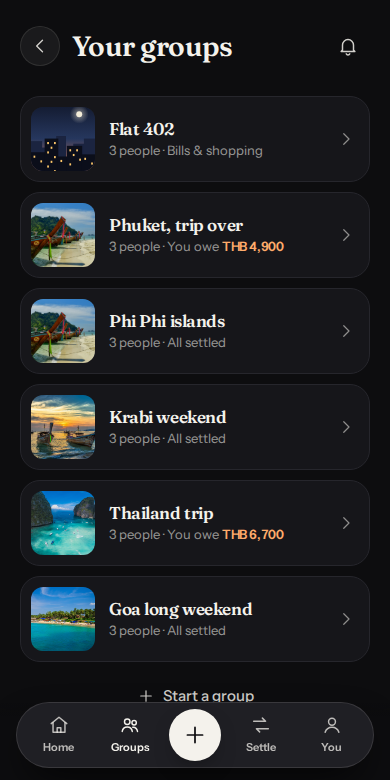 Your groups
Flat 402
3 people · Bills & shopping
Phuket, trip over
3 people · You owe THB 4,900
Phi Phi islands
3 people · All settled
Krabi weekend
3 people · All settled
Thailand trip
3 people · You owe THB 6,700
Goa long weekend
3 people · All settled
+ Start a group
Home Groups + Settle You